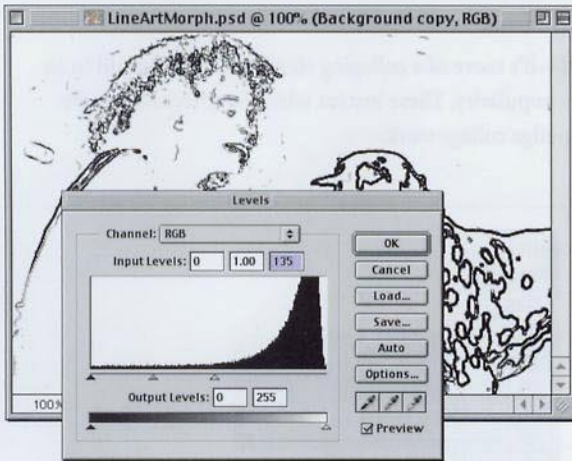 LineArtMorph.psd @ 100% (Background copy, RGB)
Levels
Channel: RGB
Input Levels: 0 1.00 135
OK
Cancel
Load...
Save...
Auto
Options...
Output Levels: 0 255
Preview
100%